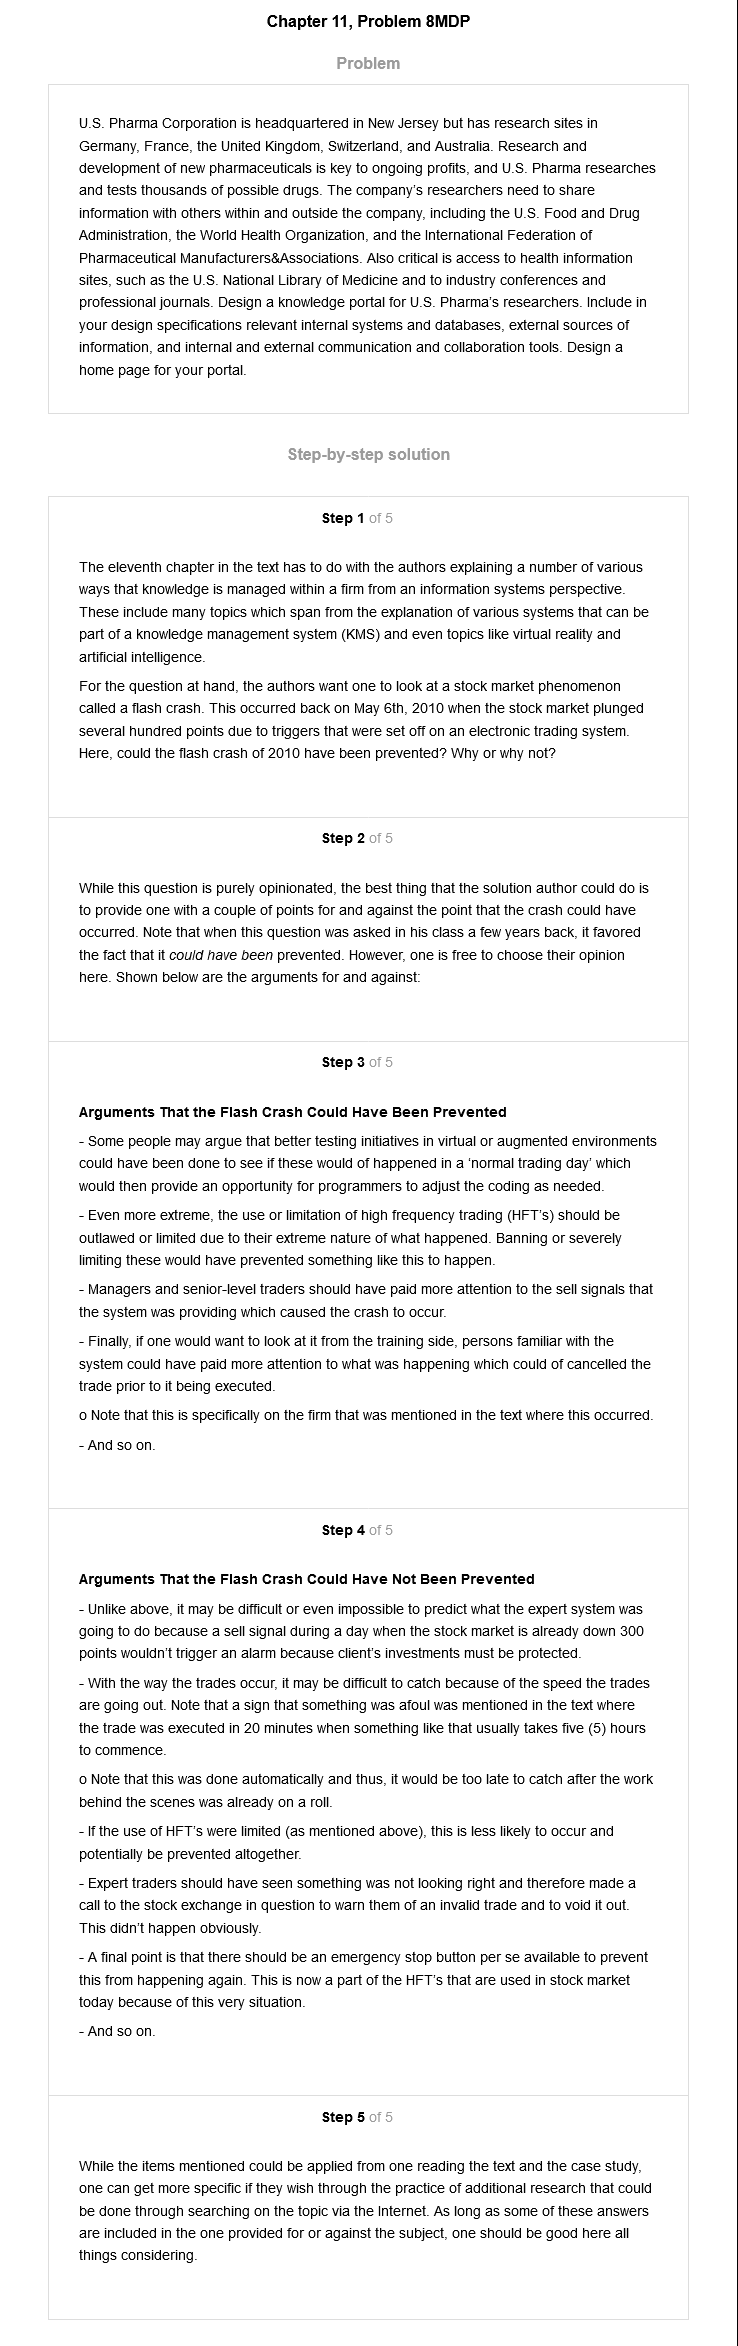 Chapter 11, Problem 8MDP
Problem
U.S. Pharma Corporation is headquartered in New Jersey but has research sites in
Germany, France, the United Kingdom, Switzerland, and Australia. Research and
development of new pharmaceuticals is key to ongoing profits, and U.S. Pharma researches
and tests thousands of possible drugs. The company's researchers need to share
information with others within and outside the company, including the U.S. Food and Drug
Administration, the World Health Organization, and the International Federation of
Pharmaceutical Manufacturers&Associations. Also critical is access to health information
sites, such as the U.S. National Library of Medicine and to industry conferences and
professional journals. Design a knowledge portal for U.S. Pharma's researchers. Include in
your design specifications relevant internal systems and databases, external sources of
information, and internal and external communication and collaboration tools. Design a
home page for your portal.
Step-by-step solution
Step 1 of 5
The eleventh chapter in the text has to do with the authors explaining a number of various
ways that knowledge is managed within a firm from an information systems perspective.
These include many topics which span from the explanation of various systems that can be
part of a knowledge management system (KMS) and even topics like virtual reality and
artificial intelligence.
For the question at hand, the authors want one to look at a stock market phenomenon
called a flash crash. This occurred back on May 6th, 2010 when the stock market plunged
several hundred points due to triggers that were set off on an electronic trading system.
Here, could the flash crash of 2010 have been prevented? Why or why not?
Step 2 of 5
While this question is purely opinionated, the best thing that the solution author could do is
to provide one with a couple of points for and against the point that the crash could have
occurred. Note that when this question was asked in his class a few years back, it favored
the fact that it could have been prevented. However, one is free to choose their opinion
here. Shown below are the arguments for and against:
Step 3 of 5
Arguments That the Flash Crash Could Have Been Prevented
- Some people may argue that better testing initiatives in virtual or augmented environments
could have been done to see if these would of happened in a 'normal trading day' which
would then provide an opportunity for programmers to adjust the coding as needed.
- Even more extreme, the use or limitation of high frequency trading (HFT's) should be
outlawed or limited due to their extreme nature of what happened. Banning or severely
limiting these would have prevented something like this to happen.
- Managers and senior-level traders should have paid more attention to the sell signals that
the system was providing which caused the crash to occur.
- Finally, if one would want to look at it from the training side, persons familiar with the
system could have paid more attention to what was happening which could of cancelled the
trade prior to it being executed.
o Note that this is specifically on the firm that was mentioned in the text where this occurred.
- And so on.
Step 4 of 5
Arguments That the Flash Crash Could Have Not Been Prevented
- Unlike above, it may be difficult or even impossible to predict what the expert system was
going to do because a sell signal during a day when the stock market is already down 300
points wouldn't trigger an alarm because client's investments must be protected.
- With the way the trades occur, it may be difficult to catch because of the speed the trades
are going out. Note that a sign that something was afoul was mentioned in the text where
the trade was executed in 20 minutes when something like that usually takes five (5) hours
to commence.
o Note that this was done automatically and thus, it would be too late to catch after the work
behind the scenes was already on a roll.
- If the use of HFT's were limited (as mentioned above), this is less likely to occur and
potentially be prevented altogether.
- Expert traders should have seen something was not looking right and therefore made a
call to the stock exchange in question to warn them of an invalid trade and to void it out.
This didn't happen obviously.
- A final point is that there should be an emergency stop button per se available to prevent
this from happening again. This is now a part of the HFT's that are used in stock market
today because of this very situation.
- And so on.
Step 5 of 5
While the items mentioned could be applied from one reading the text and the case study,
one can get more specific if they wish through the practice of additional research that could
be done through searching on the topic via the Internet. As long as some of these answers
are included in the one provided for or against the subject, one should be good here all
things considering.